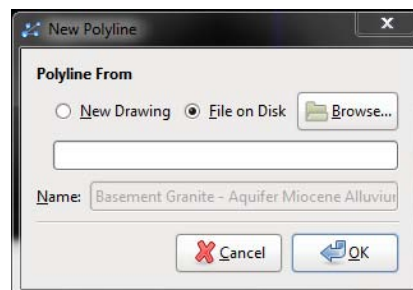 New Polyline
x
Polyline From
New Drawing File on Disk Browse...
Name: Basement Granite - Aquifer Miocene Alluviur
Cancel OK